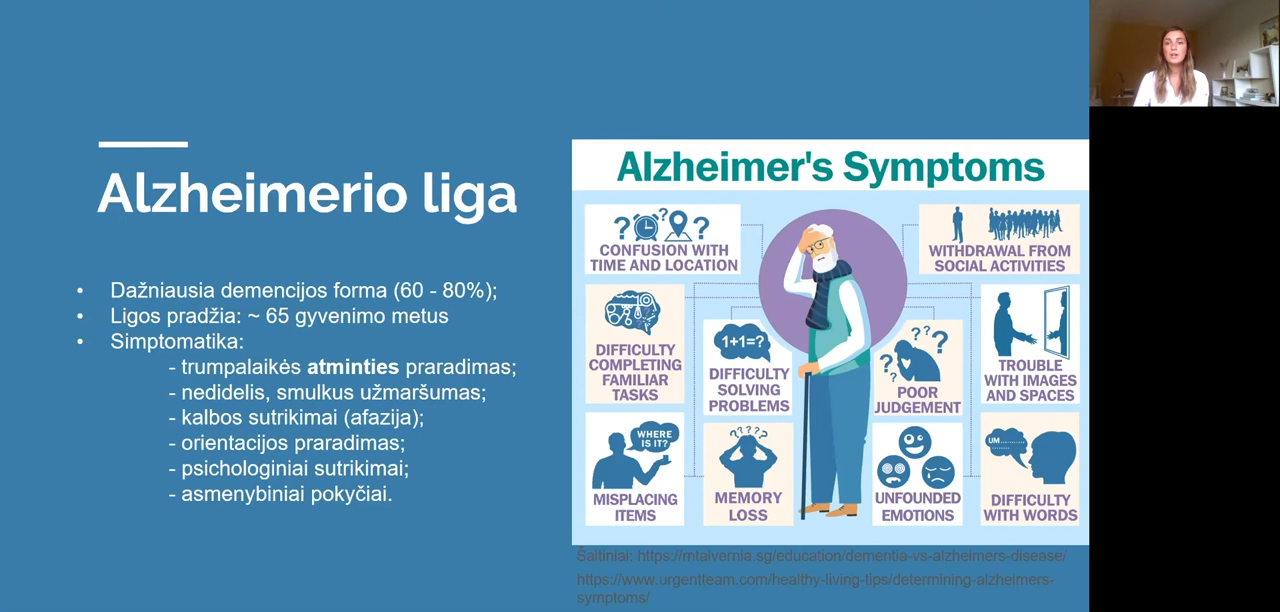 Alzheimerio liga
• Dažniausia demencijos forma (60 - 80%);
• Ligos pradžia: ~ 65 gyvenimo metus
• Simptomatika:
- trumpalaikės atminties praradimas;
- nedidelis, smulkus užmaršumas;
- kalbos sutrikimai (afazija);
- orientacijos praradimas;
- psichologiniai sutrikimai;
- asmenybiniai pokyčiai.
Alzheimer's Symptoms
? ? ?
CONFUSION WITH
TIME AND LOCATION
WITHDRAWAL FROM
SOCIAL ACTIVITIES
DIFFICULTY
COMPLETING
FAMILIAR
TASKS
1+1=?
DIFFICULTY
SOLVING
PROBLEMS
? ? ? ? ?
POOR
JUDGEMENT
TROUBLE
WITH IMAGES
AND SPACES
WHERE
IS IT?
MISPLACING
ITEMS
? ? ? ?
MEMORY
LOSS
UNFOUNDED
EMOTIONS
UM..........
DIFFICULTY
WITH WORDS
Šaltiniai: https://mtalvernia.sg/education/dementia-vs-alzheimers-disease/
https://www.urgentteam.com/healthy-living-tips/determining-alzheimers-
symptoms/